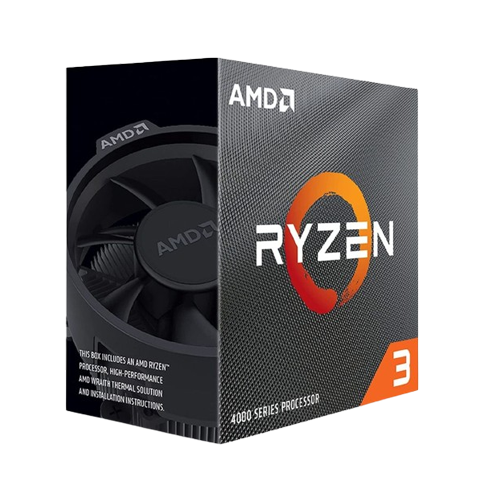 AMD
AMD
THIS BOX INCLUDES AN AMD RYZEN™
PROCESSOR, HIGH-PERFORMANCE
AMD WRAITH THERMAL SOLUTION
AND INSTALLATION INSTRUCTIONS.
AMD
RYZEN
3
4000 SERIES PROCESSOR